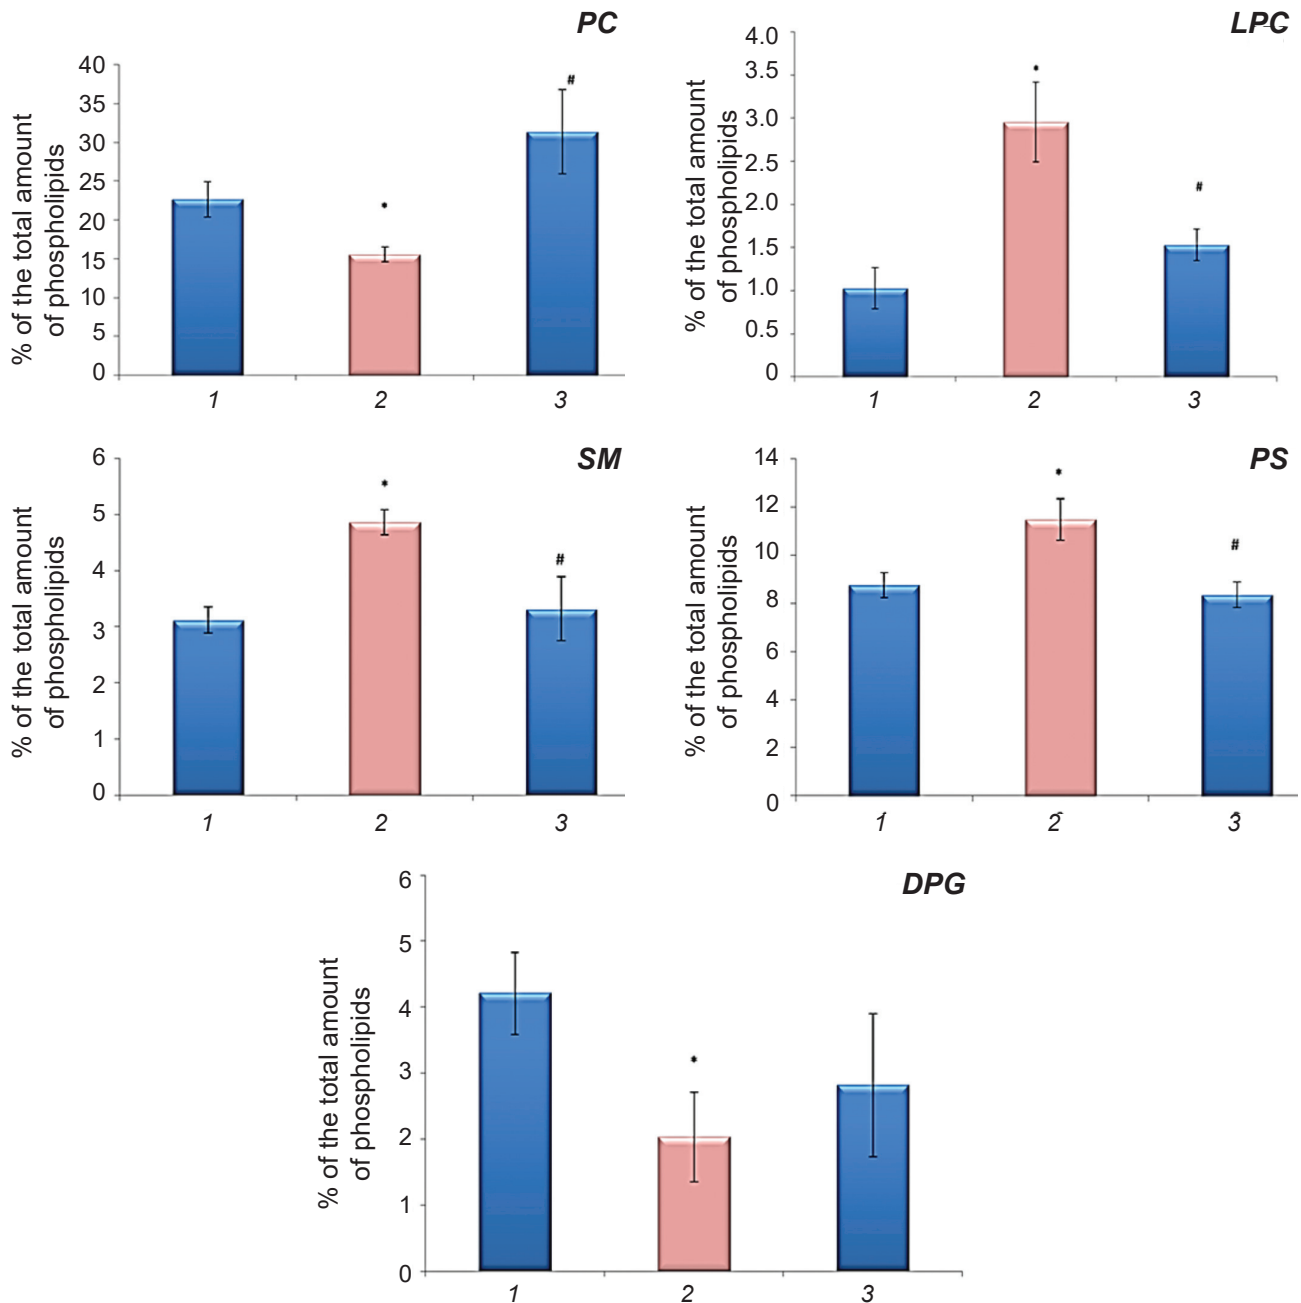 PC
% of the total amount
of phospholipids
40
35
30
25
20
15
10
5
0
*
#
1 2 3
LPC
% of the total amount
of phospholipids
4.0
3.5
3.0
2.5
2.0
1.5
1.0
0.5
0
*
#
1 2 3
SM
% of the total amount
of phospholipids
6
5
4
3
2
1
0
*
#
1 2 3
PS
% of the total amount
of phospholipids
14
12
10
8
6
4
2
0
*
#
1 2 3
DPG
% of the total amount
of phospholipids
6
5
4
3
2
1
0
*
1 2 3